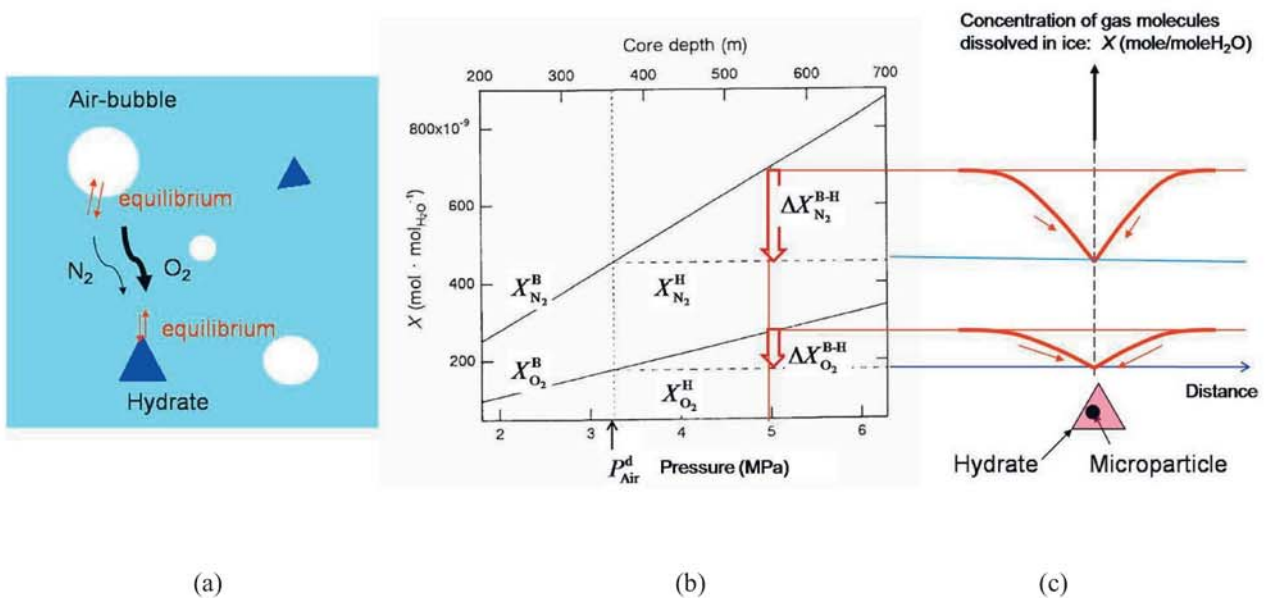 Air-bubble
equilibrium
N2
O2
equilibrium
Hydrate
(a)
Core depth (m)
200 300 400 500 600 700
X (mol · molH2O-1)
800x10-9
600
400
200
XBN2
XHN2
ΔXB-HN2
XBO2
XHO2
ΔXB-HO2
2 3 4 5 6
PdAir
Pressure (MPa)
(b)
Concentration of gas molecules
dissolved in ice: X (mole/moleH2O)
Distance
Hydrate
Microparticle
(c)